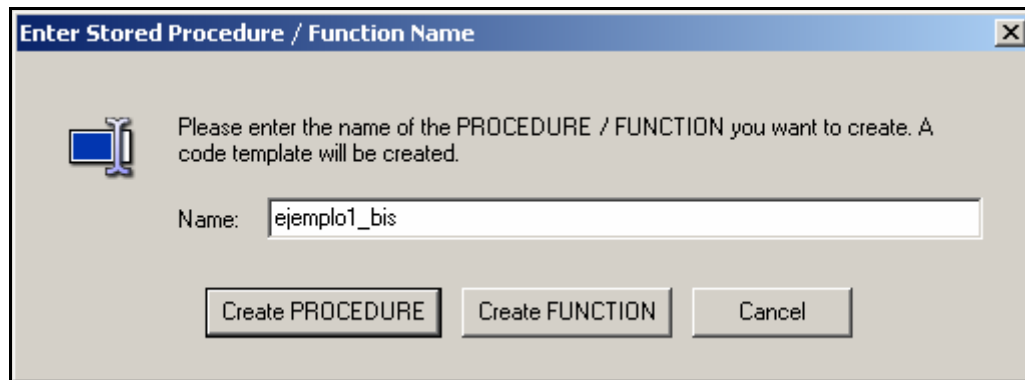 Enter Stored Procedure / Function Name
Please enter the name of the PROCEDURE / FUNCTION you want to create. A
code template will be created.
Name: ejemplo1_bis
Create PROCEDURE Create FUNCTION Cancel